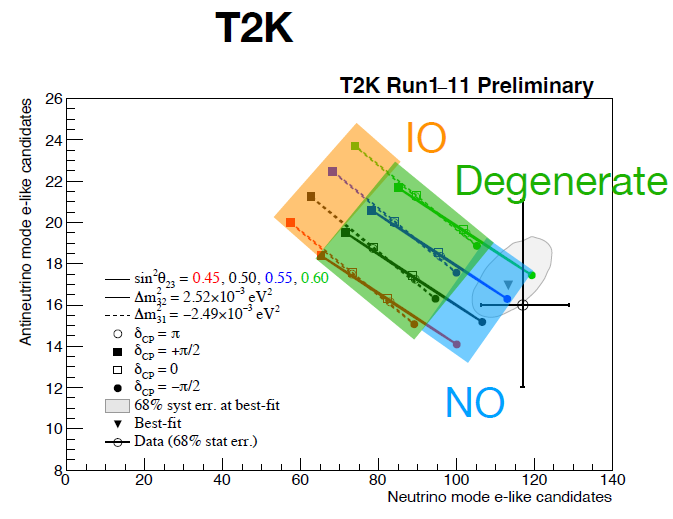 T2K
T2K Run1–11 Preliminary
Antineutrino mode e-like candidates
26
24
22
20
18
16
14
12
10
8
IO
Degenerate
NO
sin²θ₂₃ = 0.45, 0.50, 0.55, 0.60
Δm²₃₂ = 2.52×10⁻³ eV²
Δm²₃₁ = −2.49×10⁻³ eV²
δCP = π
δCP = +π/2
δCP = 0
δCP = −π/2
68% syst err. at best-fit
Best-fit
Data (68% stat err.)
0 20 40 60 80 100 120 140
Neutrino mode e-like candidates